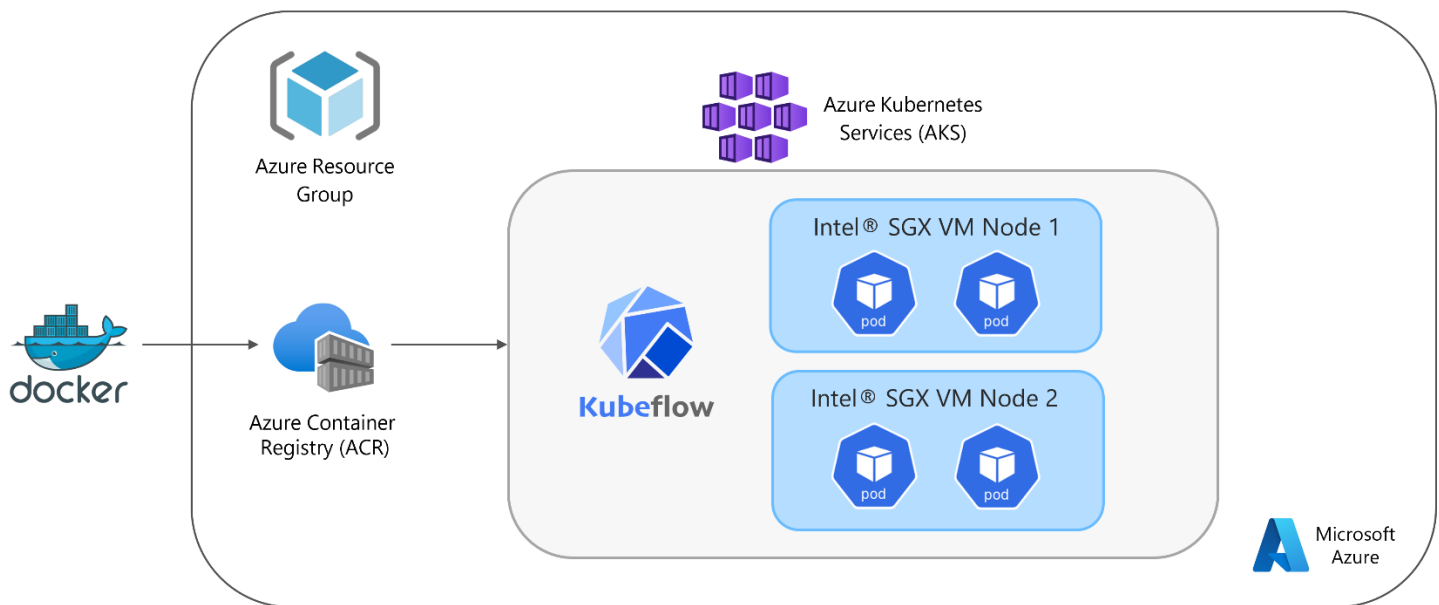 Azure Resource
Group
Azure Kubernetes
Services (AKS)
Intel® SGX VM Node 1
pod
pod
docker
Azure Container
Registry (ACR)
Kubeflow
Intel® SGX VM Node 2
pod
pod
Microsoft
Azure